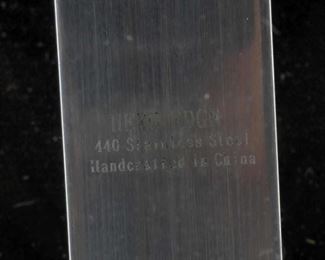 440 Stainless Steel
Handcrafted in China